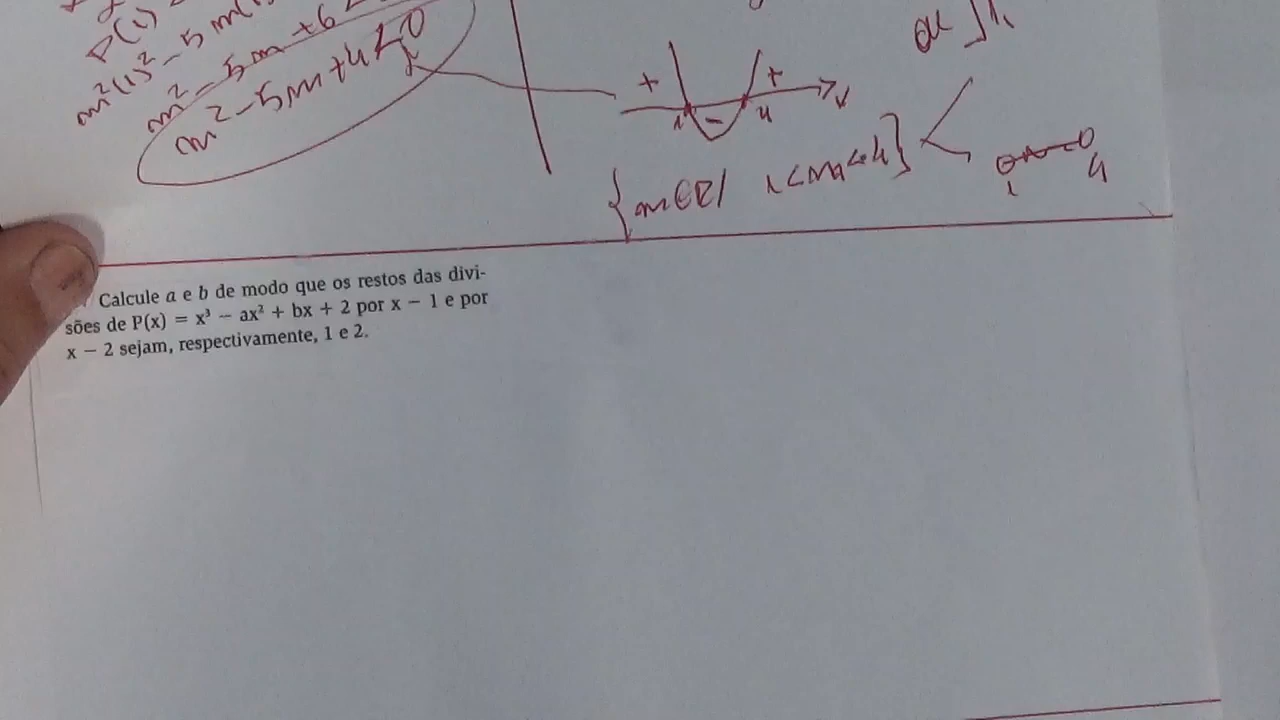 P(1)
m²(1)² - 5m(1
m² - 5m + 6
m² - 5m + 4 < 0
+ - +
1 4
{m ∈ R / 1 < m < 4}
1 4
Calcule a e b de modo que os restos das divi-
sões de P(x) = x³ − ax² + bx + 2 por x − 1 e por
x − 2 sejam, respectivamente, 1 e 2.